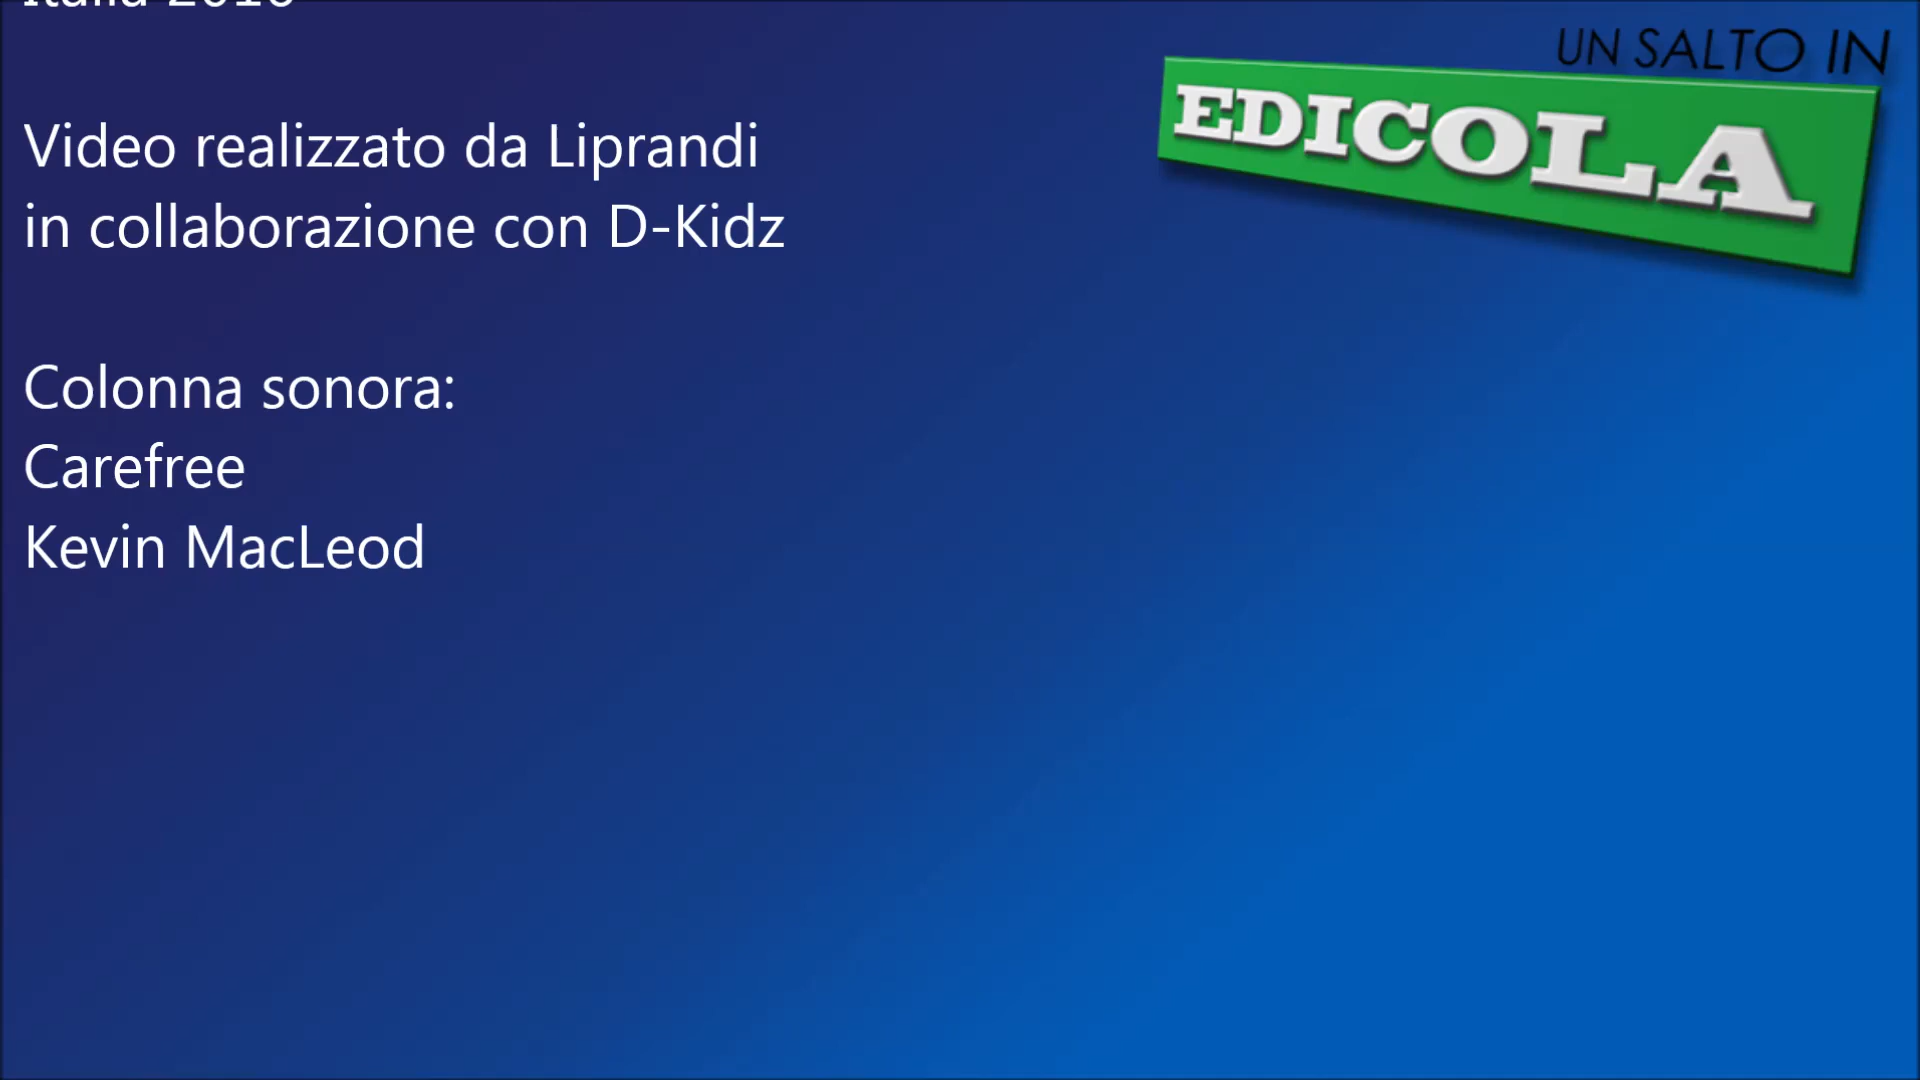 UN SALTO IN
EDICOLA
Video realizzato da Liprandi
in collaborazione con D-Kidz
Colonna sonora:
Carefree
Kevin MacLeod